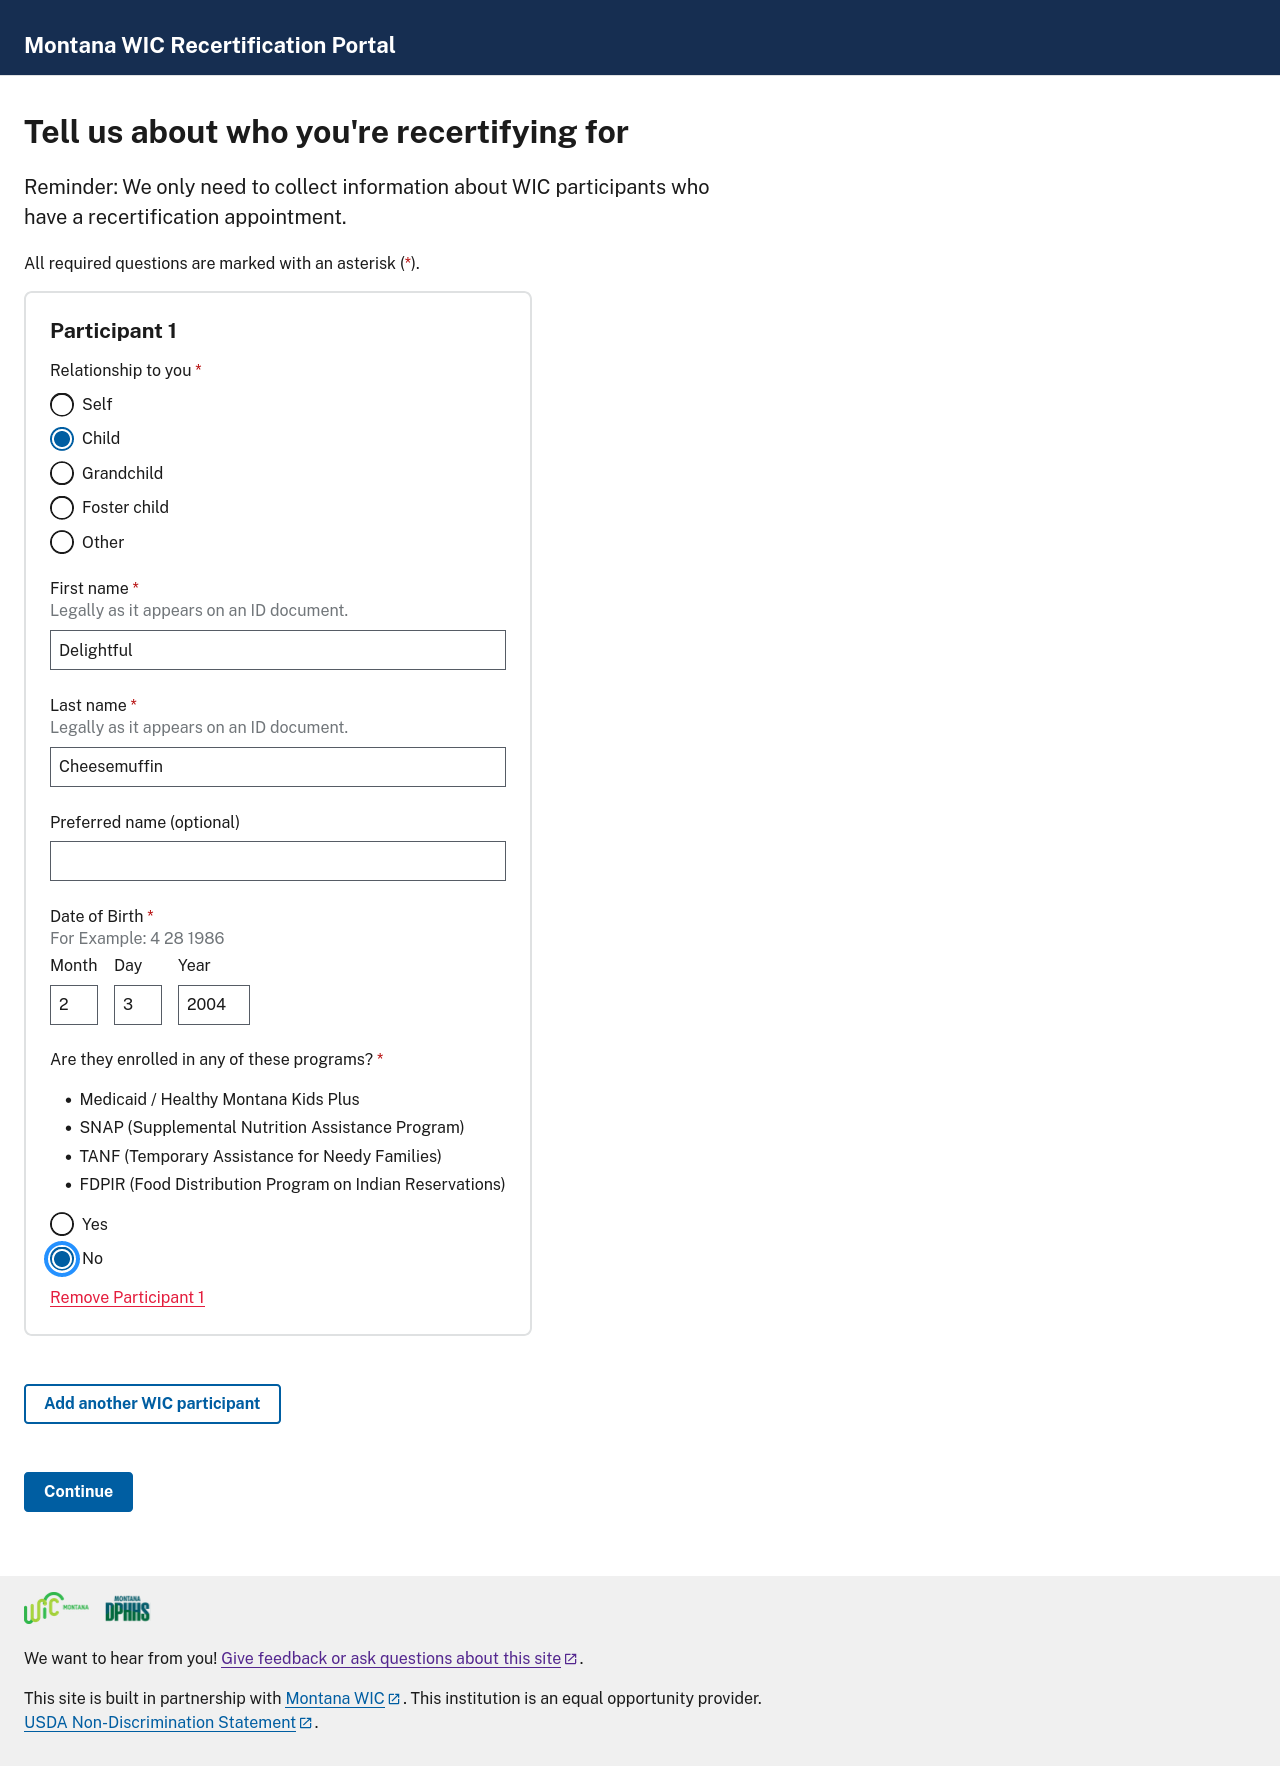 Montana WIC Recertification Portal
Tell us about who you're recertifying for
Reminder: We only need to collect information about WIC participants who
have a recertification appointment.
All required questions are marked with an asterisk (*).
Participant 1
Relationship to you *
Self
Child
Grandchild
Foster child
Other
First name *
Legally as it appears on an ID document.
Delightful
Last name *
Legally as it appears on an ID document.
Cheesemuffin
Preferred name (optional)
Date of Birth *
For Example: 4 28 1986
Month Day Year
2 3 2004
Are they enrolled in any of these programs? *
• Medicaid / Healthy Montana Kids Plus
• SNAP (Supplemental Nutrition Assistance Program)
• TANF (Temporary Assistance for Needy Families)
• FDPIR (Food Distribution Program on Indian Reservations)
Yes
No
Remove Participant 1
Add another WIC participant
Continue
WIC MONTANA MONTANA DPHHS
We want to hear from you! Give feedback or ask questions about this site.
This site is built in partnership with Montana WIC. This institution is an equal opportunity provider.
USDA Non-Discrimination Statement.